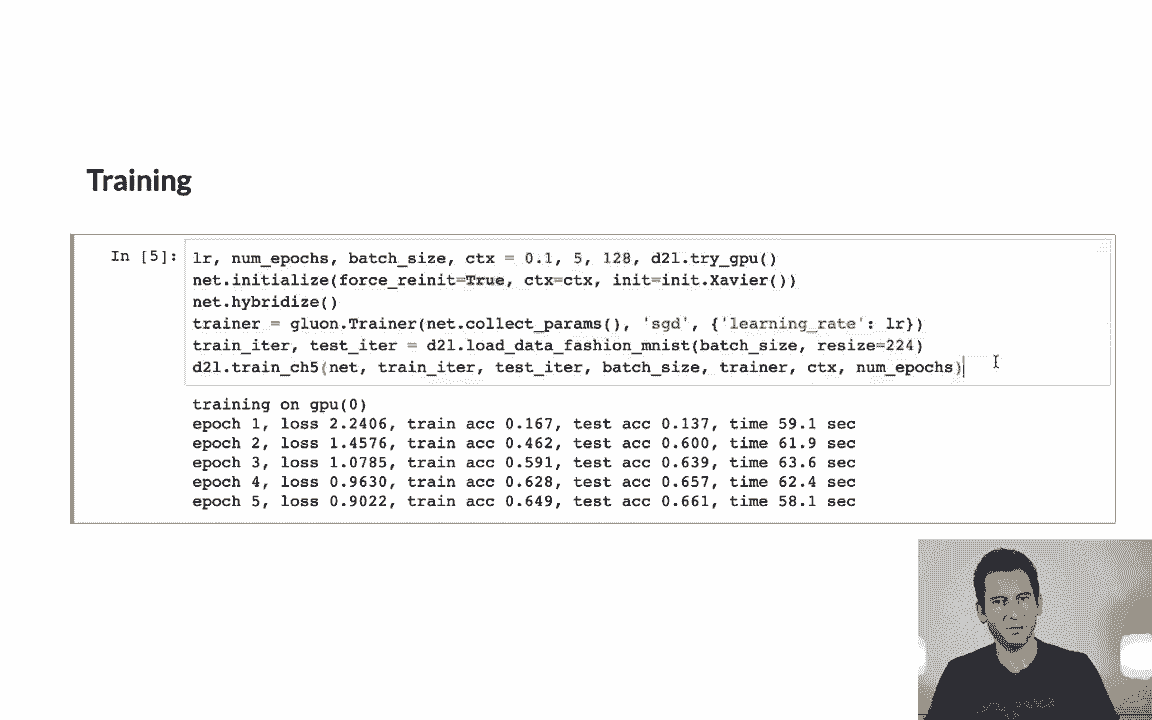 Training
In [5]:
lr, num_epochs, batch_size, ctx = 0.1, 5, 128, d2l.try_gpu()
net.initialize(force_reinit=True, ctx=ctx, init=init.Xavier())
net.hybridize()
trainer = gluon.Trainer(net.collect_params(), 'sgd', {'learning_rate': lr})
train_iter, test_iter = d2l.load_data_fashion_mnist(batch_size, resize=224)
d2l.train_ch5(net, train_iter, test_iter, batch_size, trainer, ctx, num_epochs)
training on gpu(0)
epoch 1, loss 2.2406, train acc 0.167, test acc 0.137, time 59.1 sec
epoch 2, loss 1.4576, train acc 0.462, test acc 0.600, time 61.9 sec
epoch 3, loss 1.0785, train acc 0.591, test acc 0.639, time 63.6 sec
epoch 4, loss 0.9630, train acc 0.628, test acc 0.657, time 62.4 sec
epoch 5, loss 0.9022, train acc 0.649, test acc 0.661, time 58.1 sec